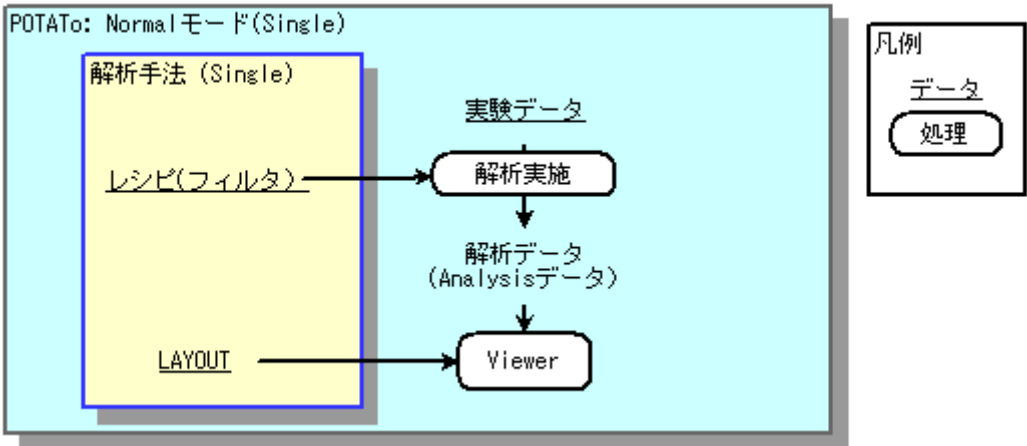 POTATo: Normalモード(Single)
解析手法 (Single)
実験データ
レシピ(フィルタ)
解析実施
解析データ
(Analysisデータ)
LAYOUT
Viewer
凡例
データ
処理